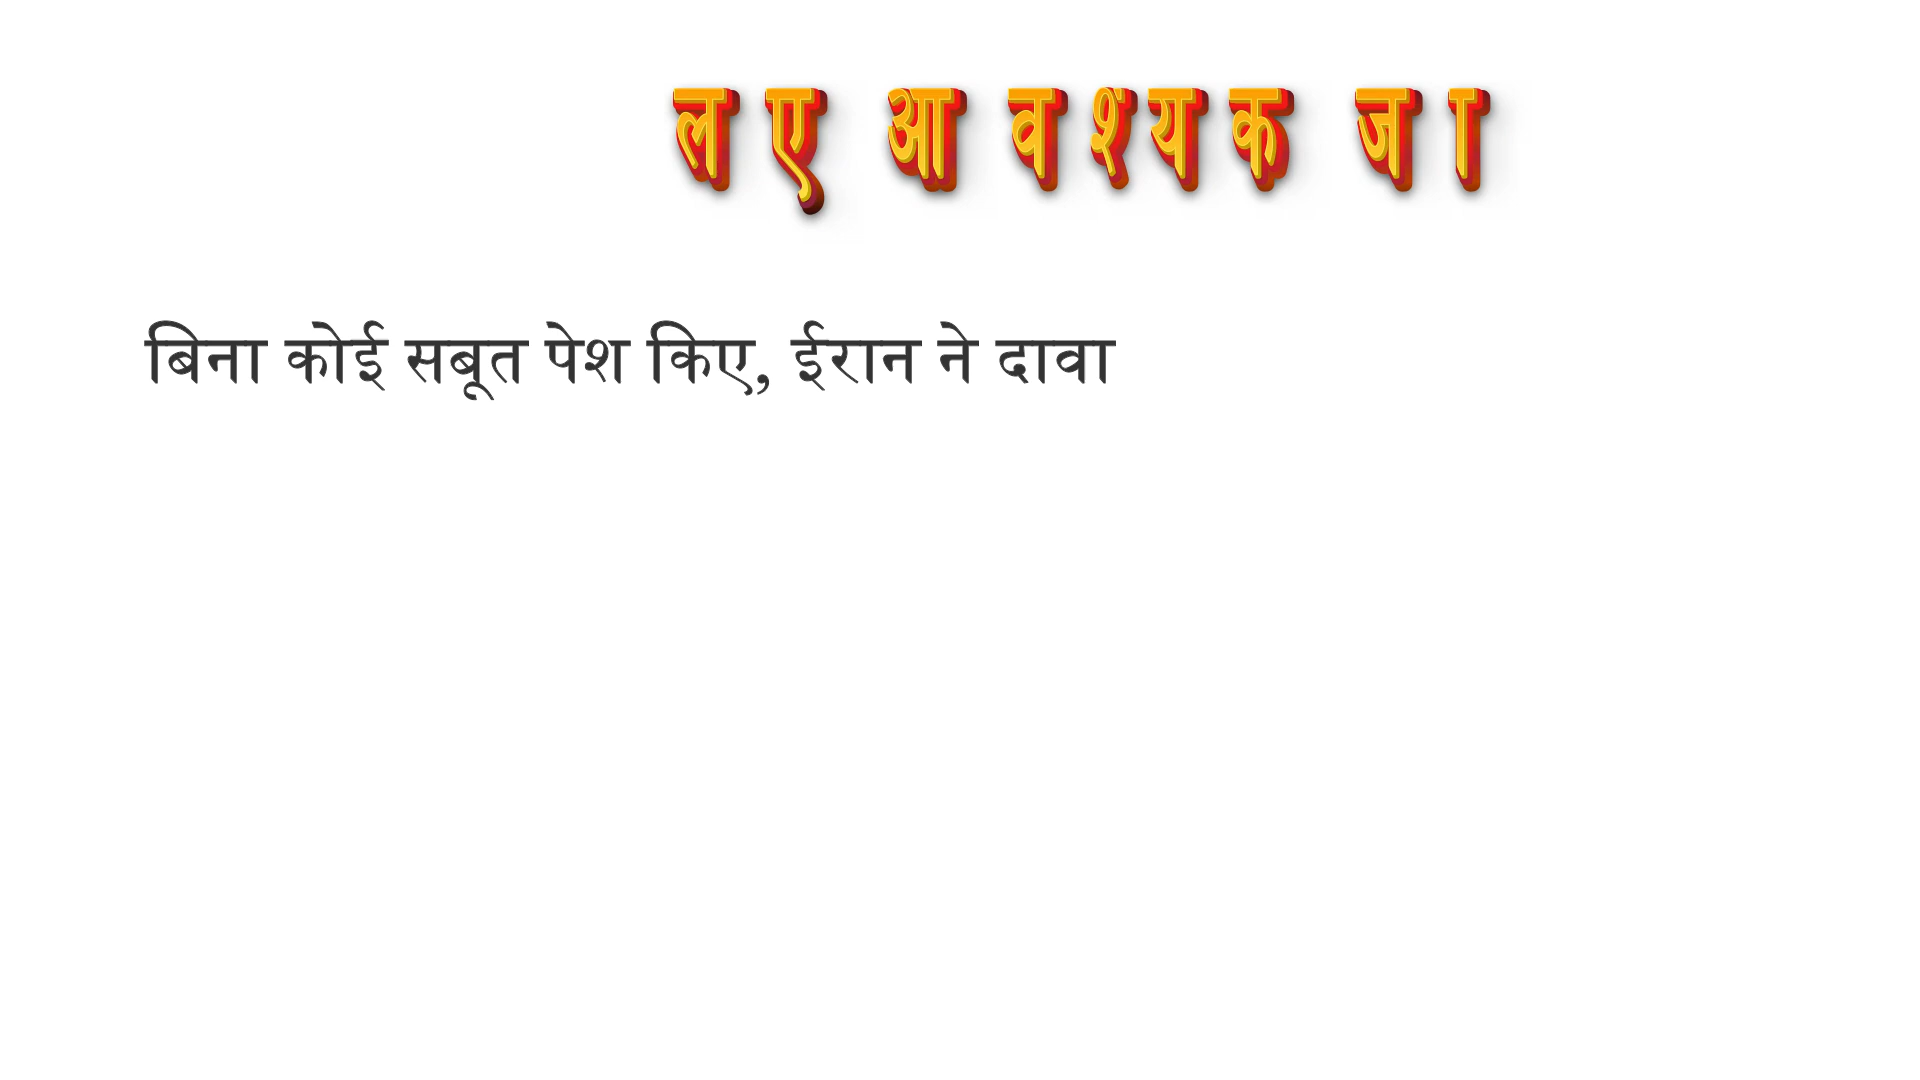 लए आवश्यक जा
बिना कोई सबूत पेश किए, ईरान ने दावा